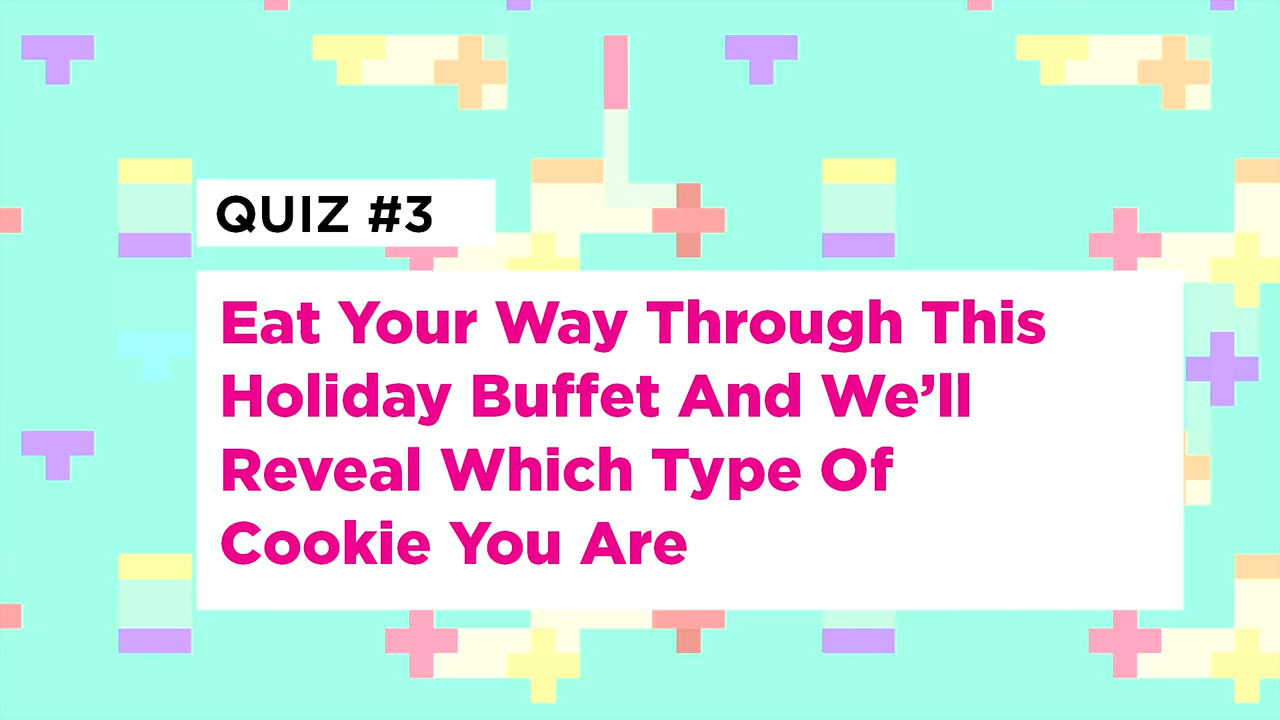 QUIZ #3
Eat Your Way Through This
Holiday Buffet And We’ll
Reveal Which Type Of
Cookie You Are